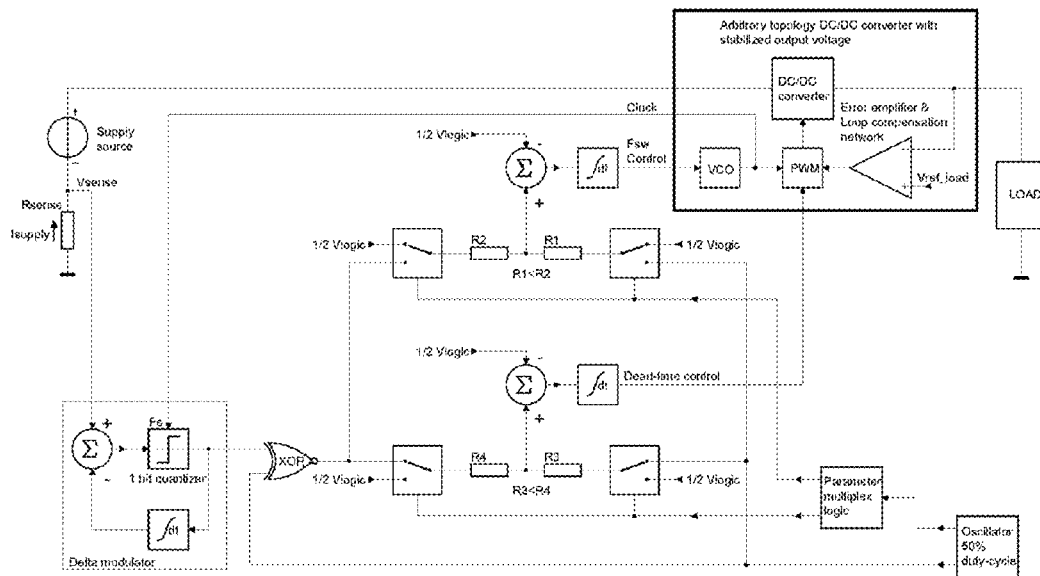 Arbitrary topology DC/DC converter with
stabilized output voltage
DC/DC
converter
Error amplifier &
Loop compensation
network
Clock
Supply
source
1/2 Vlogic
Fsw
Control
Σ
∫dt
VCO
PWM
Vref_load
LOAD
Vsense
Rsense
Isupply
1/2 Vlogic
R2
R1
1/2 Vlogic
R1<R2
1/2 Vlogic
Σ
∫dt
Dead-time control
Fs
Σ
XOR
R4
R3
1 bit quantizer
1/2 Vlogic
R3<R4
1/2 Vlogic
Parameter
multiplex
logic
∫dt
Delta modulator
Oscillator
50%
duty-cycle